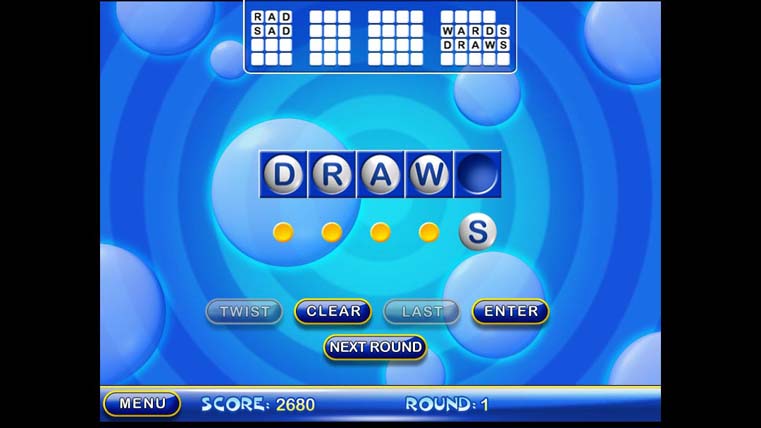 RAD
SAD
WARDS
DRAWS
DRAW
S
TWIST CLEAR LAST ENTER
NEXT ROUND
MENU SCORE: 2680 ROUND: 1